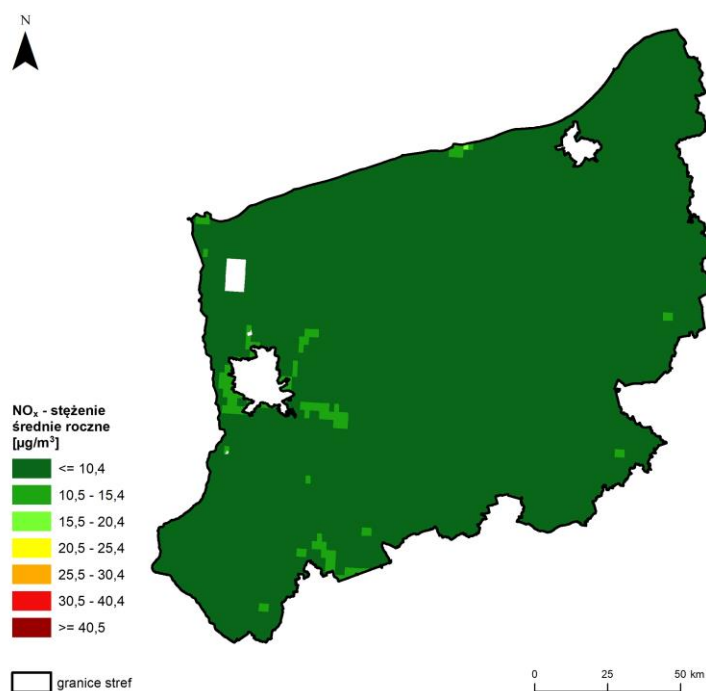 N
NOₓ - stężenie
średnie roczne
[µg/m³]
<= 10,4
10,5 - 15,4
15,5 - 20,4
20,5 - 25,4
25,5 - 30,4
30,5 - 40,4
>= 40,5
granice stref
0 25 50 km